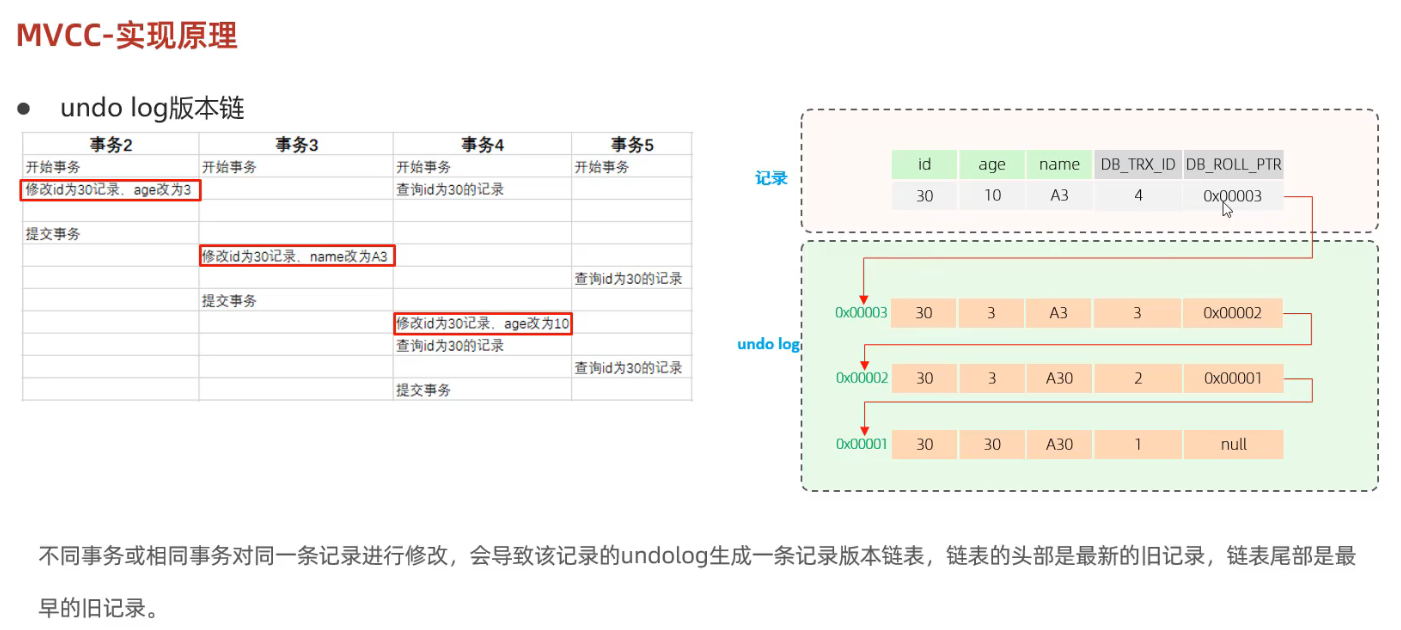 MVCC-实现原理
● undo log版本链
事务2 事务3 事务4 事务5
开始事务 开始事务 开始事务 开始事务
修改id为30记录，age改为3 查询id为30的记录
提交事务
修改id为30记录，name改为A3
查询id为30的记录
提交事务
修改id为30记录，age改为10
查询id为30的记录
查询id为30的记录
提交事务
记录
id age name DB_TRX_ID DB_ROLL_PTR
30 10 A3 4 0x00003
undo log
0x00003 30 3 A3 3 0x00002
0x00002 30 3 A30 2 0x00001
0x00001 30 30 A30 1 null
不同事务或相同事务对同一条记录进行修改，会导致该记录的undolog生成一条记录版本链表，链表的头部是最新的旧记录，链表尾部是最
早的旧记录。